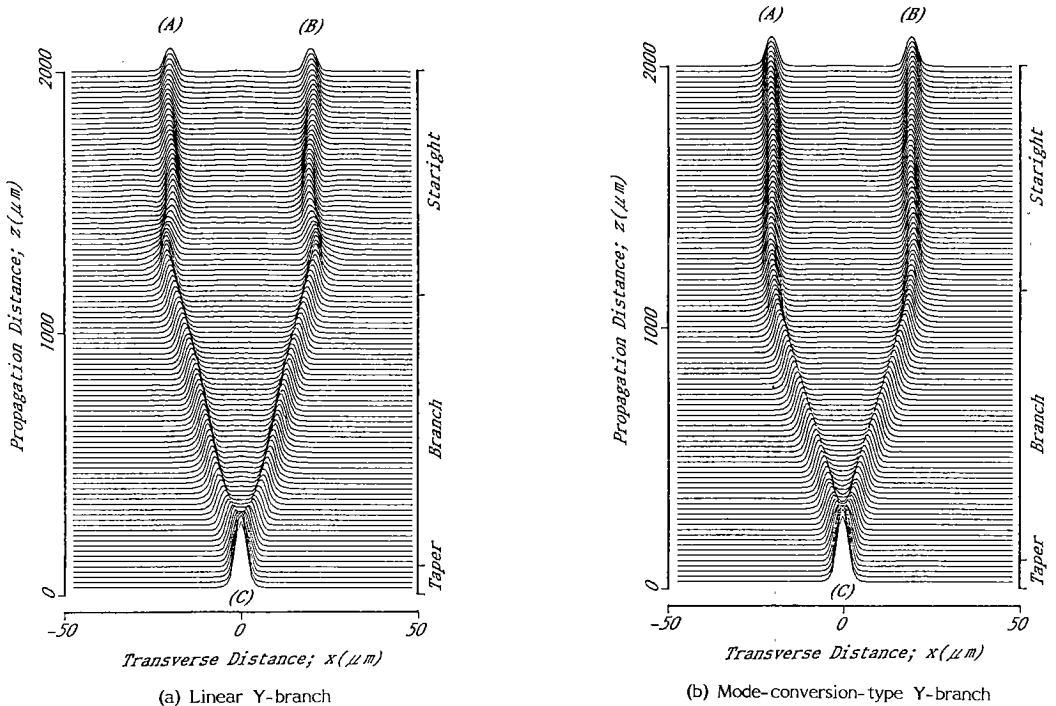 (A)
(B)
2000
1000
0
Propagation Distance; z(μm)
Staright
Branch
Taper
(C)
-50
0
50
Transverse Distance; x(μm)
(a) Linear Y-branch
(A)
(B)
2000
1000
0
Propagation Distance; z(μm)
Staright
Branch
Taper
(C)
-50
0
50
Transverse Distance; x(μm)
(b) Mode-conversion-type Y-branch